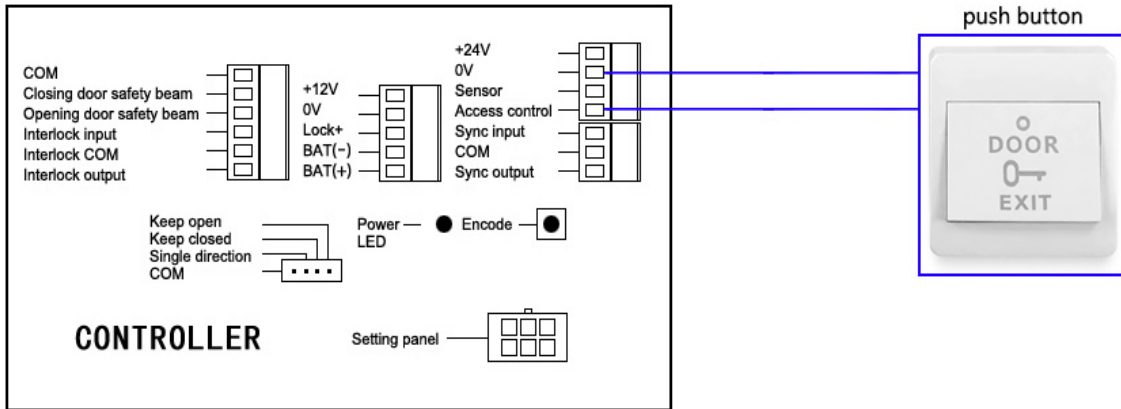 push button
COM
Closing door safety beam
Opening door safety beam
Interlock input
Interlock COM
Interlock output
+12V
0V
Lock+
BAT(-)
BAT(+)
+24V
0V
Sensor
Access control
Sync input
COM
Sync output
Keep open
Keep closed
Single direction
COM
Power
LED
Encode
CONTROLLER
Setting panel
DOOR
EXIT